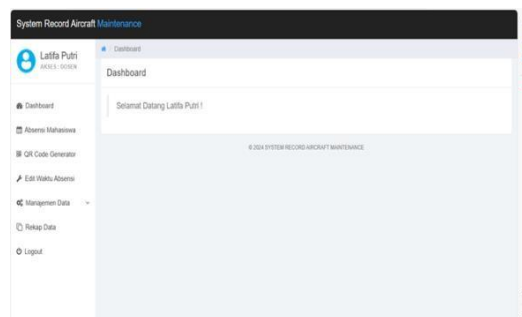 System Record Aircraft Maintenance
Latifa Putri
AKSES : DOSEN
Dashboard
Absensi Mahasiswa
QR Code Generator
Edit Waktu Absensi
Manajemen Data
Rekap Data
Logout
Dashboard
Dashboard
Selamat Datang Latifa Putri !
© 2024 SYSTEM RECORD AIRCRAFT MAINTENANCE